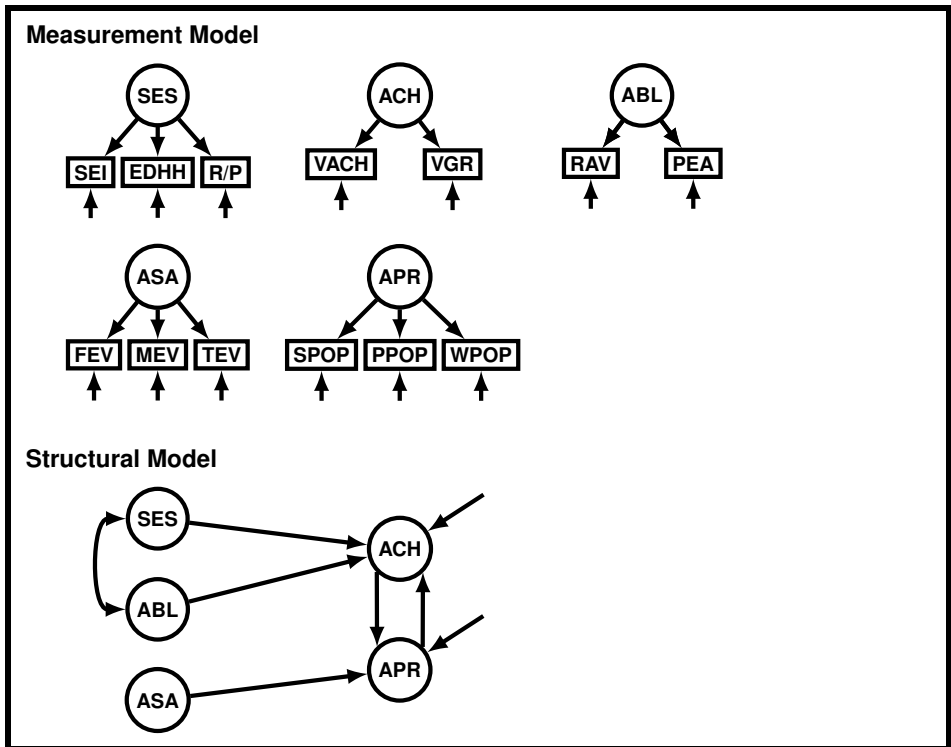 Measurement Model
SES ACH ABL
SEI EDHH R/P VACH VGR RAV PEA
ASA APR
FEV MEV TEV SPOP PPOP WPOP
Structural Model
SES
ACH
ABL
APR
ASA